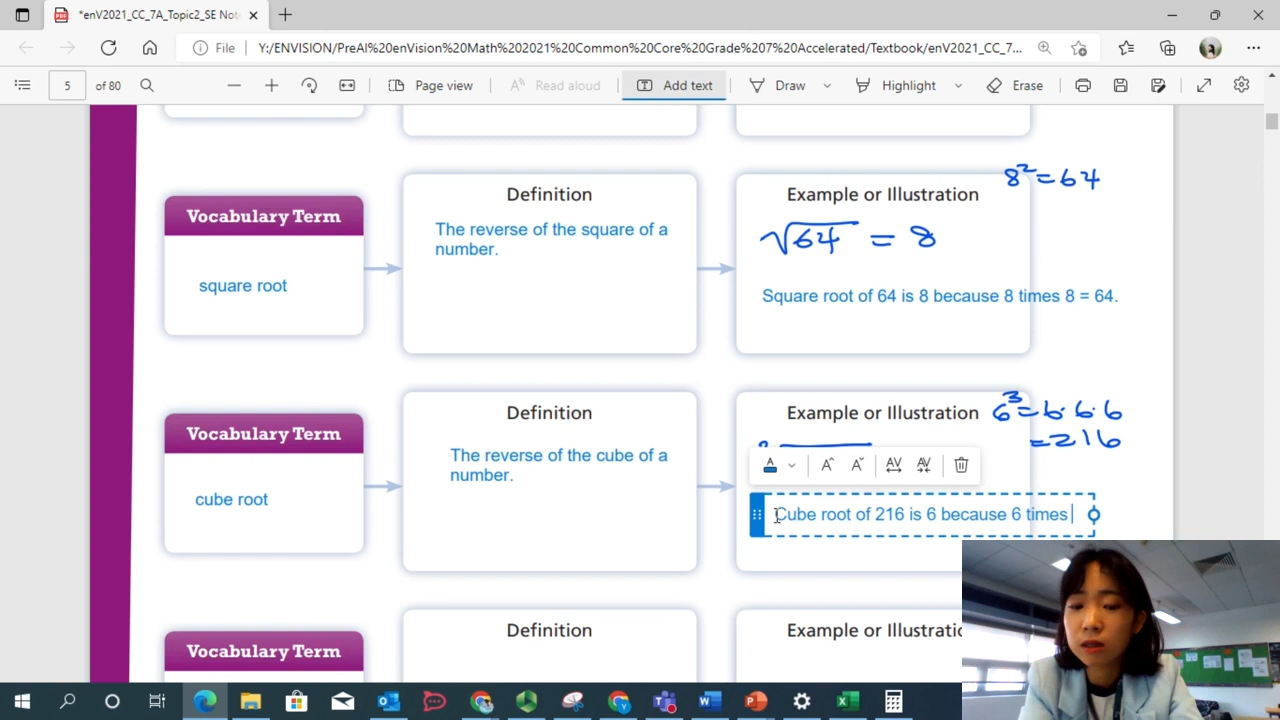 *enV2021_CC_7A_Topic2_SE Not
File
Y:/ENVISION/PreAI%20enVision%20Math%202021%20Common%20Core%20Grade%207%20Accelerated/Textbook/enV2021_CC_7...
5 of 80
Page view
Read aloud
Add text
Draw
Highlight
Erase
8² = 64
Vocabulary Term
square root
Definition
The reverse of the square of a
number.
Example or Illustration
√64 = 8
Square root of 64 is 8 because 8 times 8 = 64.
6³ = 6·6·6
= 216
Vocabulary Term
cube root
Definition
The reverse of the cube of a
number.
Example or Illustration
Cube root of 216 is 6 because 6 times
Vocabulary Term
Definition
Example or Illustratio